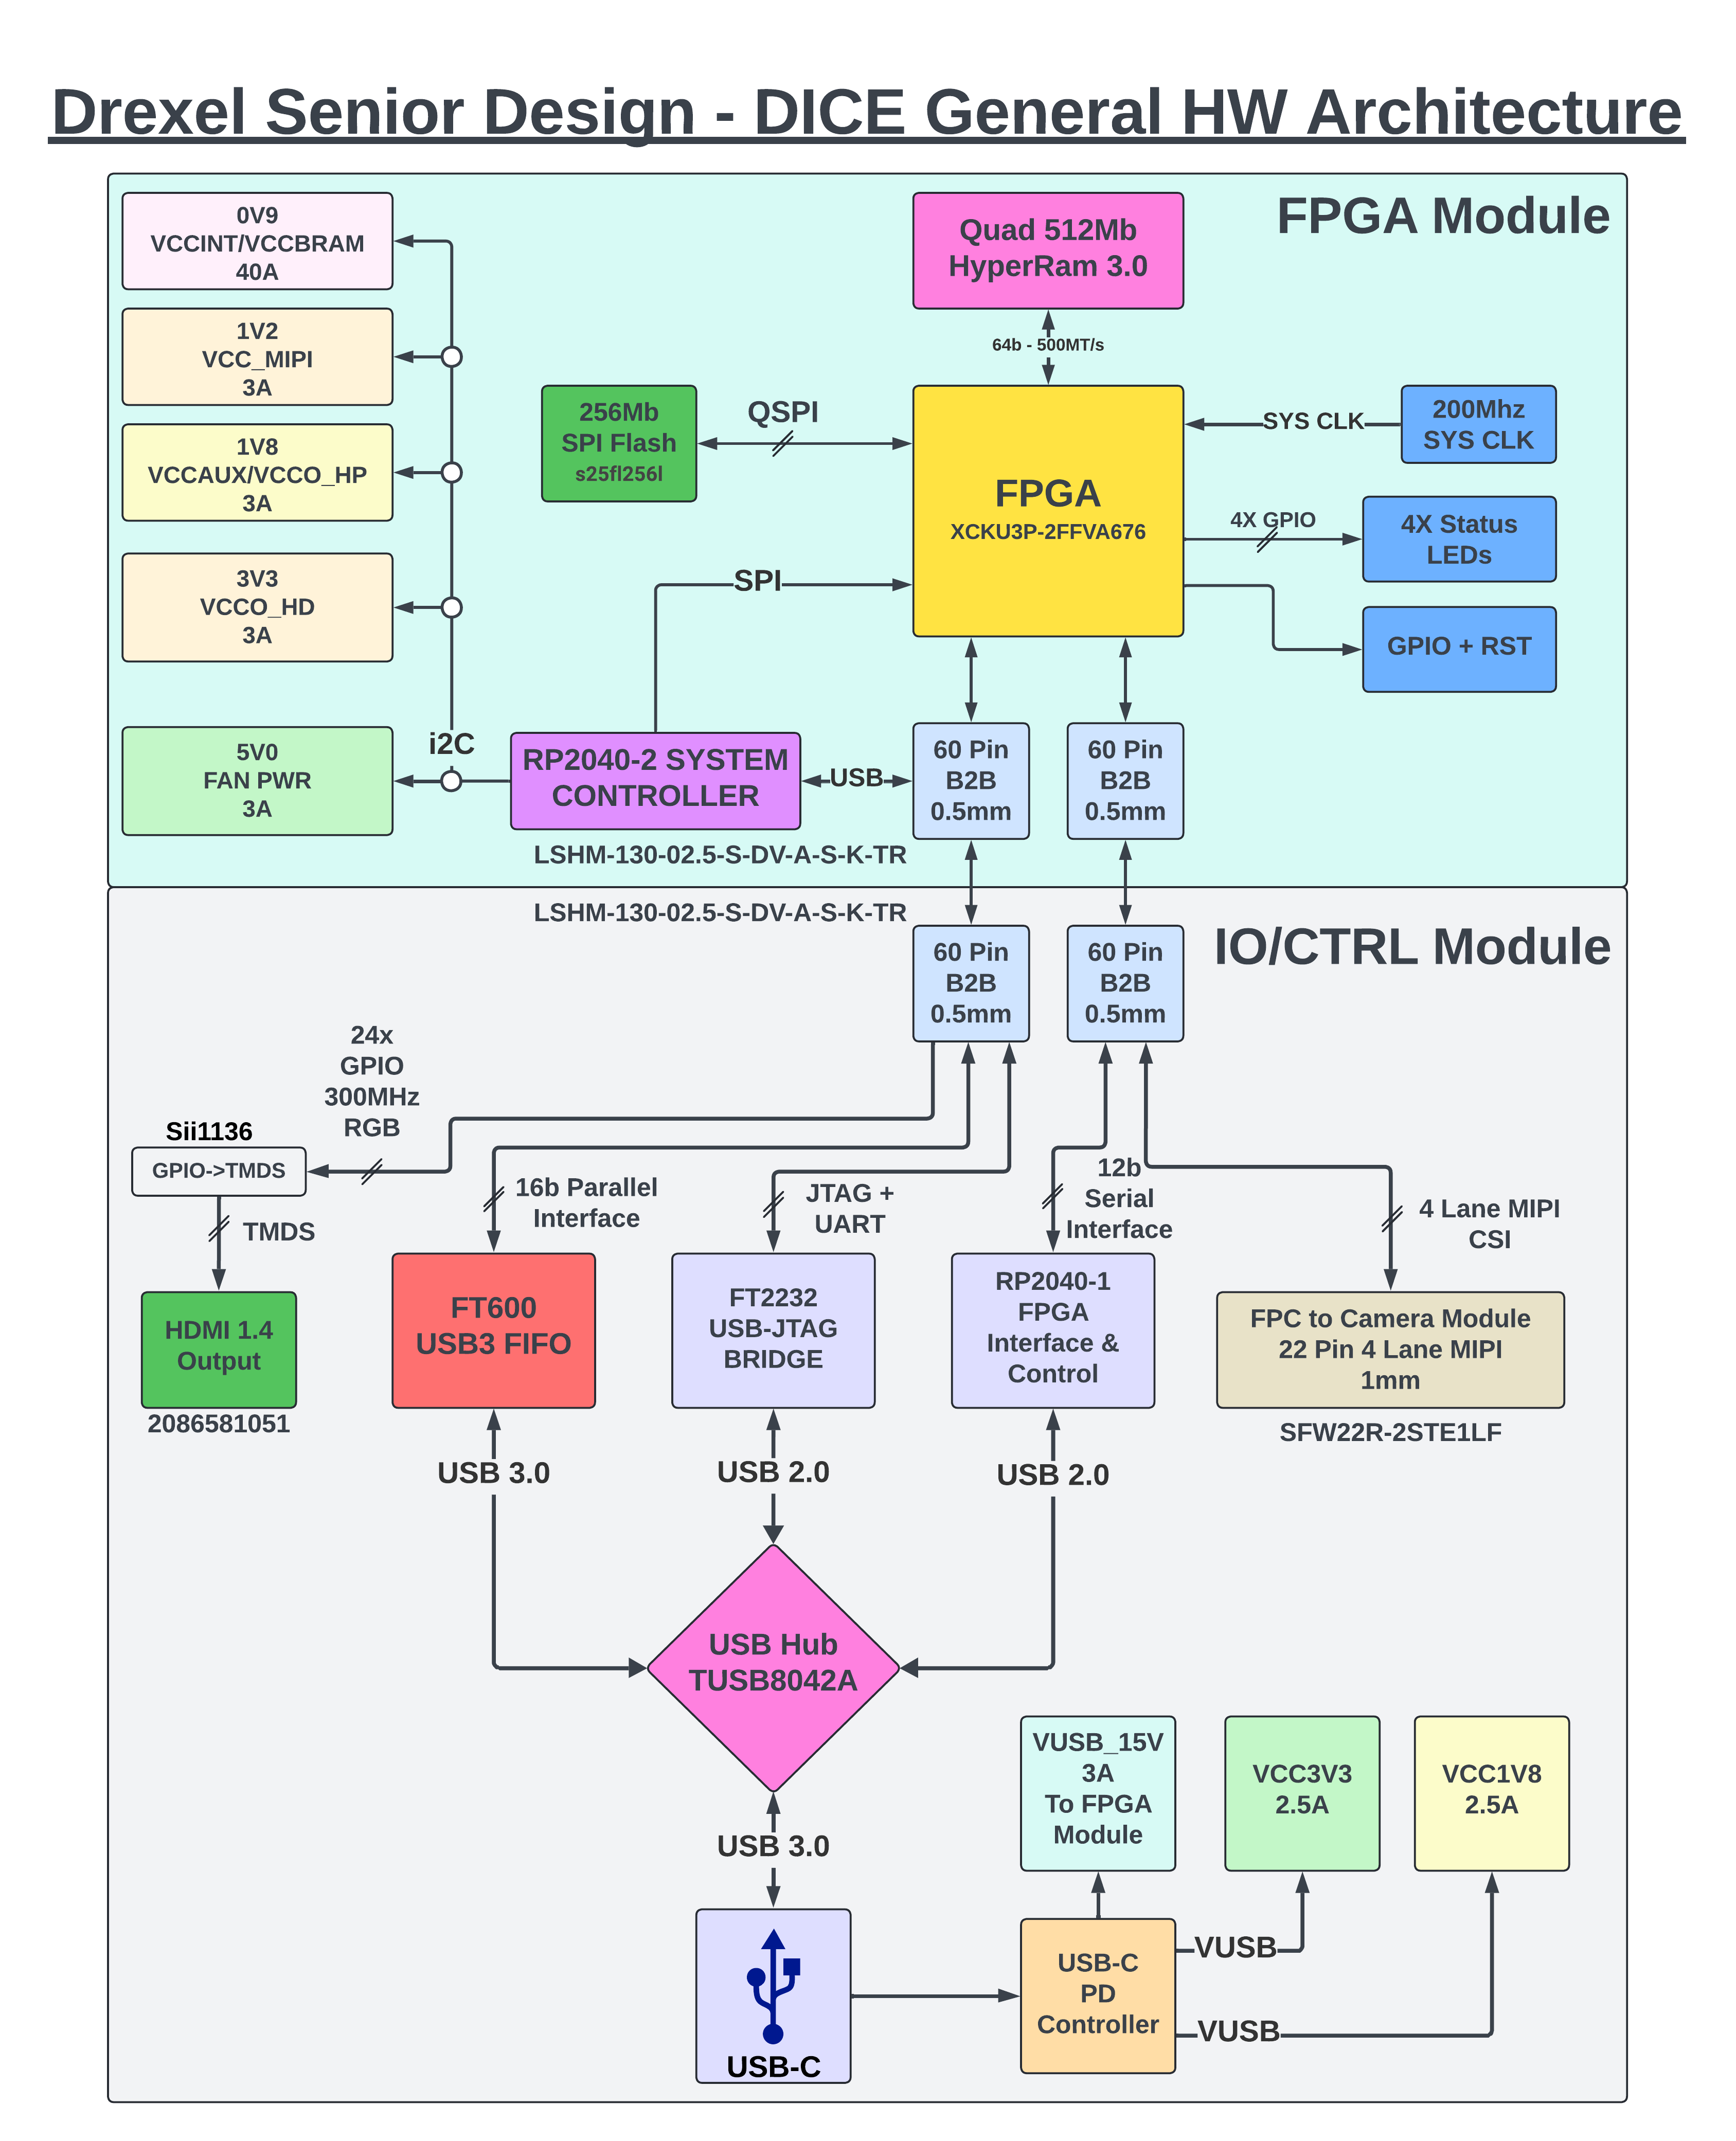 Drexel Senior Design - DICE General HW Architecture
FPGA Module
0V9
VCCINT/VCCBRAM
40A
1V2
VCC_MIPI
3A
1V8
VCCAUX/VCCO_HP
3A
3V3
VCCO_HD
3A
5V0
FAN PWR
3A
i2C
Quad 512Mb
HyperRam 3.0
64b - 500MT/s
256Mb
SPI Flash
s25fl256l
QSPI
FPGA
XCKU3P-2FFVA676
SYS CLK
200Mhz
SYS CLK
4X GPIO
4X Status
LEDs
GPIO + RST
SPI
RP2040-2 SYSTEM
CONTROLLER
USB
60 Pin
B2B
0.5mm
60 Pin
B2B
0.5mm
LSHM-130-02.5-S-DV-A-S-K-TR
LSHM-130-02.5-S-DV-A-S-K-TR
IO/CTRL Module
60 Pin
B2B
0.5mm
60 Pin
B2B
0.5mm
24x
GPIO
300MHz
RGB
Sii1136
GPIO->TMDS
TMDS
16b Parallel
Interface
JTAG +
UART
12b
Serial
Interface
4 Lane MIPI
CSI
HDMI 1.4
Output
2086581051
FT600
USB3 FIFO
FT2232
USB-JTAG
BRIDGE
RP2040-1
FPGA
Interface &
Control
FPC to Camera Module
22 Pin 4 Lane MIPI
1mm
SFW22R-2STE1LF
USB 3.0
USB 2.0
USB 2.0
USB Hub
TUSB8042A
USB 3.0
USB-C
VUSB_15V
3A
To FPGA
Module
VCC3V3
2.5A
VCC1V8
2.5A
USB-C
PD
Controller
VUSB
VUSB